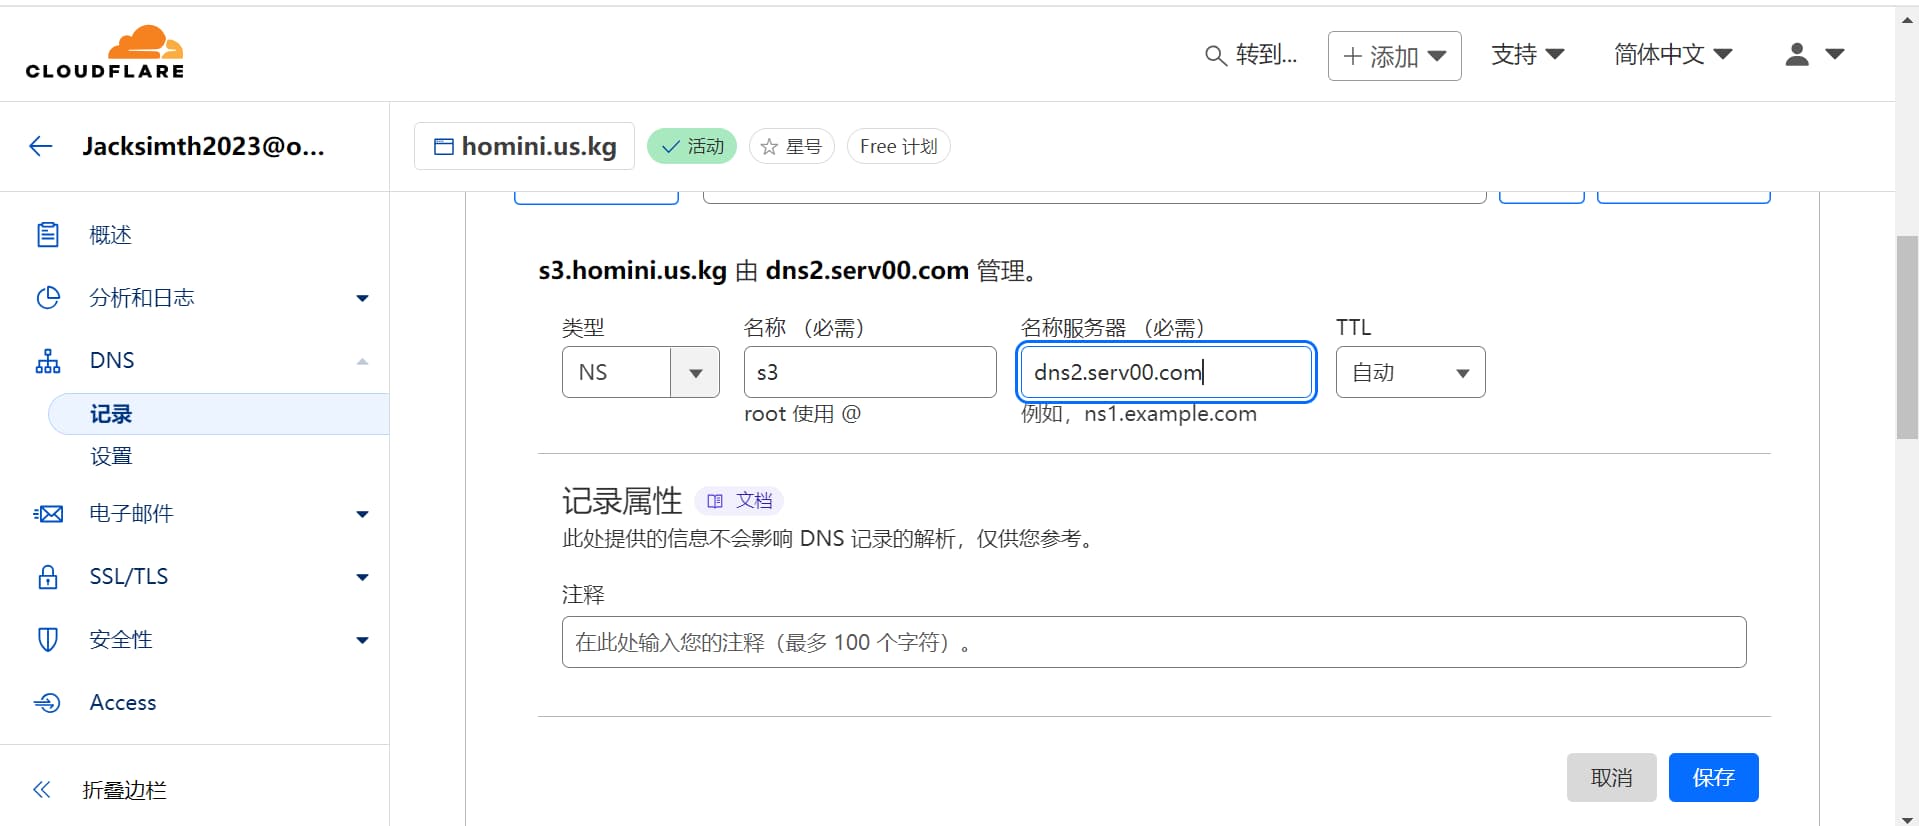 CLOUDFLARE
转到...
添加
支持
简体中文
Jacksimth2023@o...
homini.us.kg
活动
星号
Free 计划
概述
分析和日志
DNS
记录
设置
电子邮件
SSL/TLS
安全性
Access
折叠边栏
s3.homini.us.kg 由 dns2.serv00.com 管理。
类型
名称 （必需）
名称服务器 （必需）
TTL
NS
s3
dns2.serv00.com
自动
root 使用 @
例如，ns1.example.com
记录属性
文档
此处提供的信息不会影响 DNS 记录的解析，仅供您参考。
注释
在此处输入您的注释（最多 100 个字符）。
取消
保存